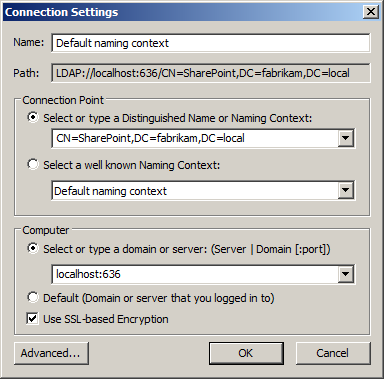 Connection Settings
Name: Default naming context
Path: LDAP://localhost:636/CN=SharePoint,DC=fabrikam,DC=local
Connection Point
Select or type a Distinguished Name or Naming Context:
CN=SharePoint,DC=fabrikam,DC=local
Select a well known Naming Context:
Default naming context
Computer
Select or type a domain or server: (Server | Domain [:port])
localhost:636
Default (Domain or server that you logged in to)
Use SSL-based Encryption
Advanced... OK Cancel